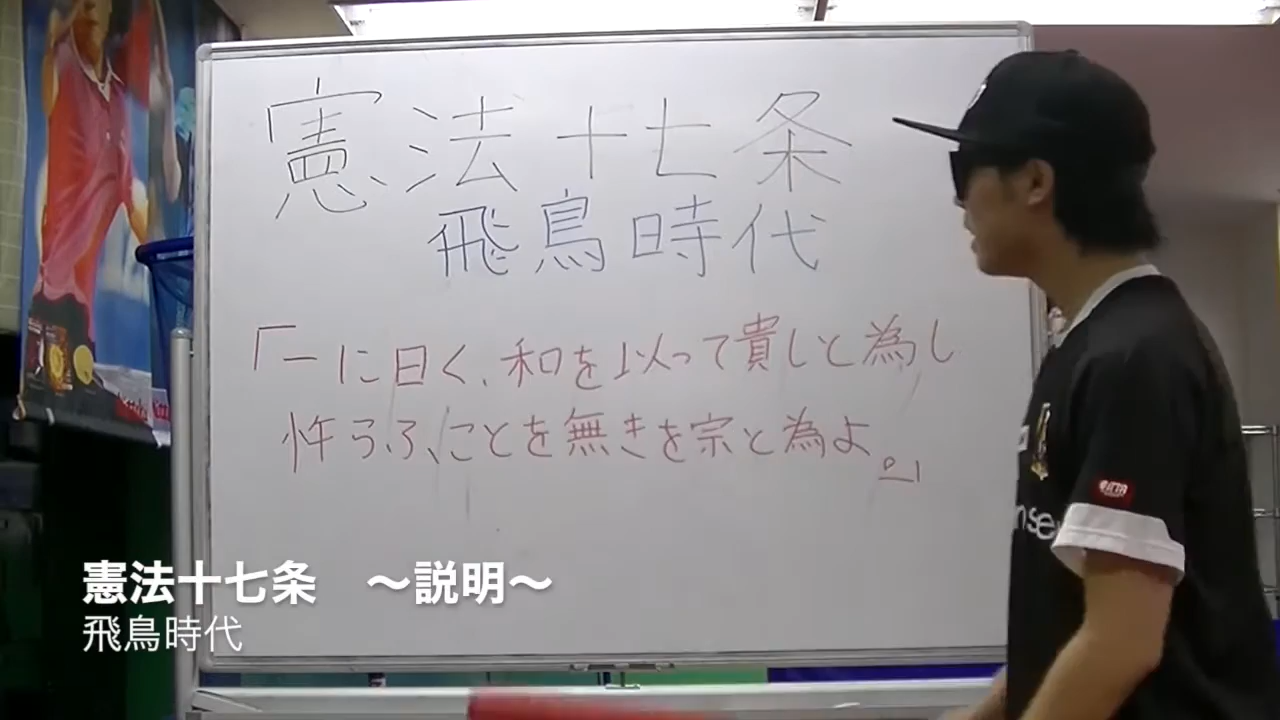 憲法十七条
飛鳥時代
「一に曰く、和を以って貴しと為し
忤らふことを無きを宗と為よ。」
憲法十七条 〜説明〜
飛鳥時代